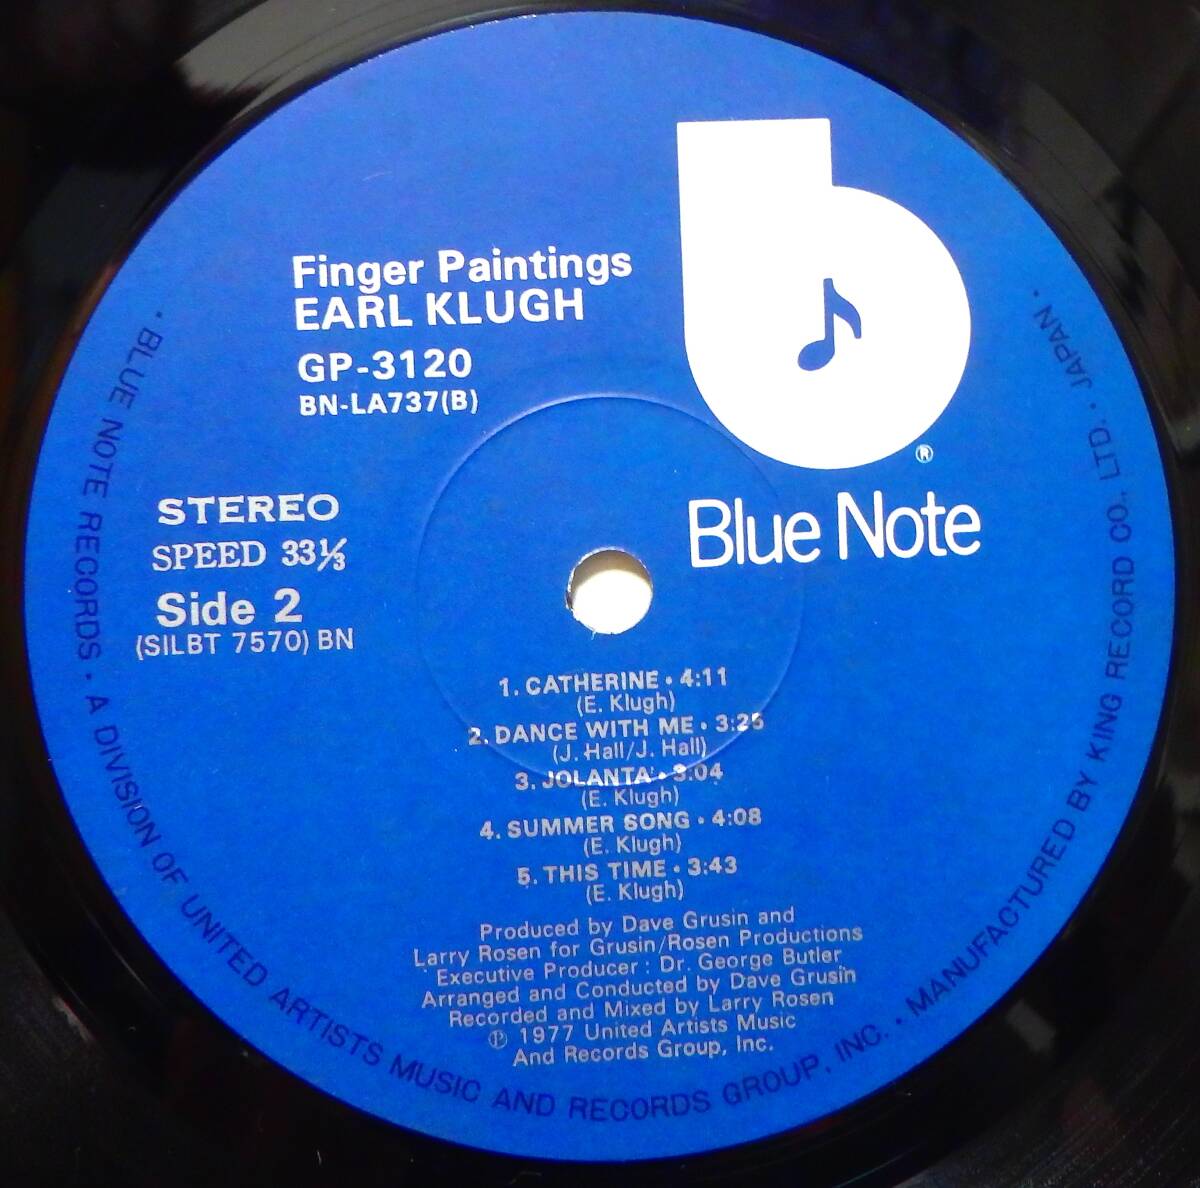 Finger Paintings
EARL KLUGH
GP-3120
BN-LA737(B)
®
Blue Note
STEREO
SPEED 33⅓
Side 2
(SILBT 7570) BN
1. CATHERINE • 4:11
(E. Klugh)
2. DANCE WITH ME • 3:25
(J. Hall/J. Hall)
3. JOLANTA' • 3:04
(E. Klugh)
4. SUMMER SONG • 4:08
(E. Klugh)
5. THIS TIME • 3:43
(E. Klugh)
Produced by Dave Grusin and
Larry Rosen for Grusin/Rosen Productions
Executive Producer : Dr. George Butler
Arranged and Conducted by Dave Grusin
Recorded and Mixed by Larry Rosen
℗ 1977 United Artists Music
And Records Group, Inc.
• BLUE NOTE RECORDS • A DIVISION OF UNITED ARTISTS MUSIC AND RECORDS GROUP, INC. • MANUFACTURED BY KING RECORD CO., LTD. • JAPAN •